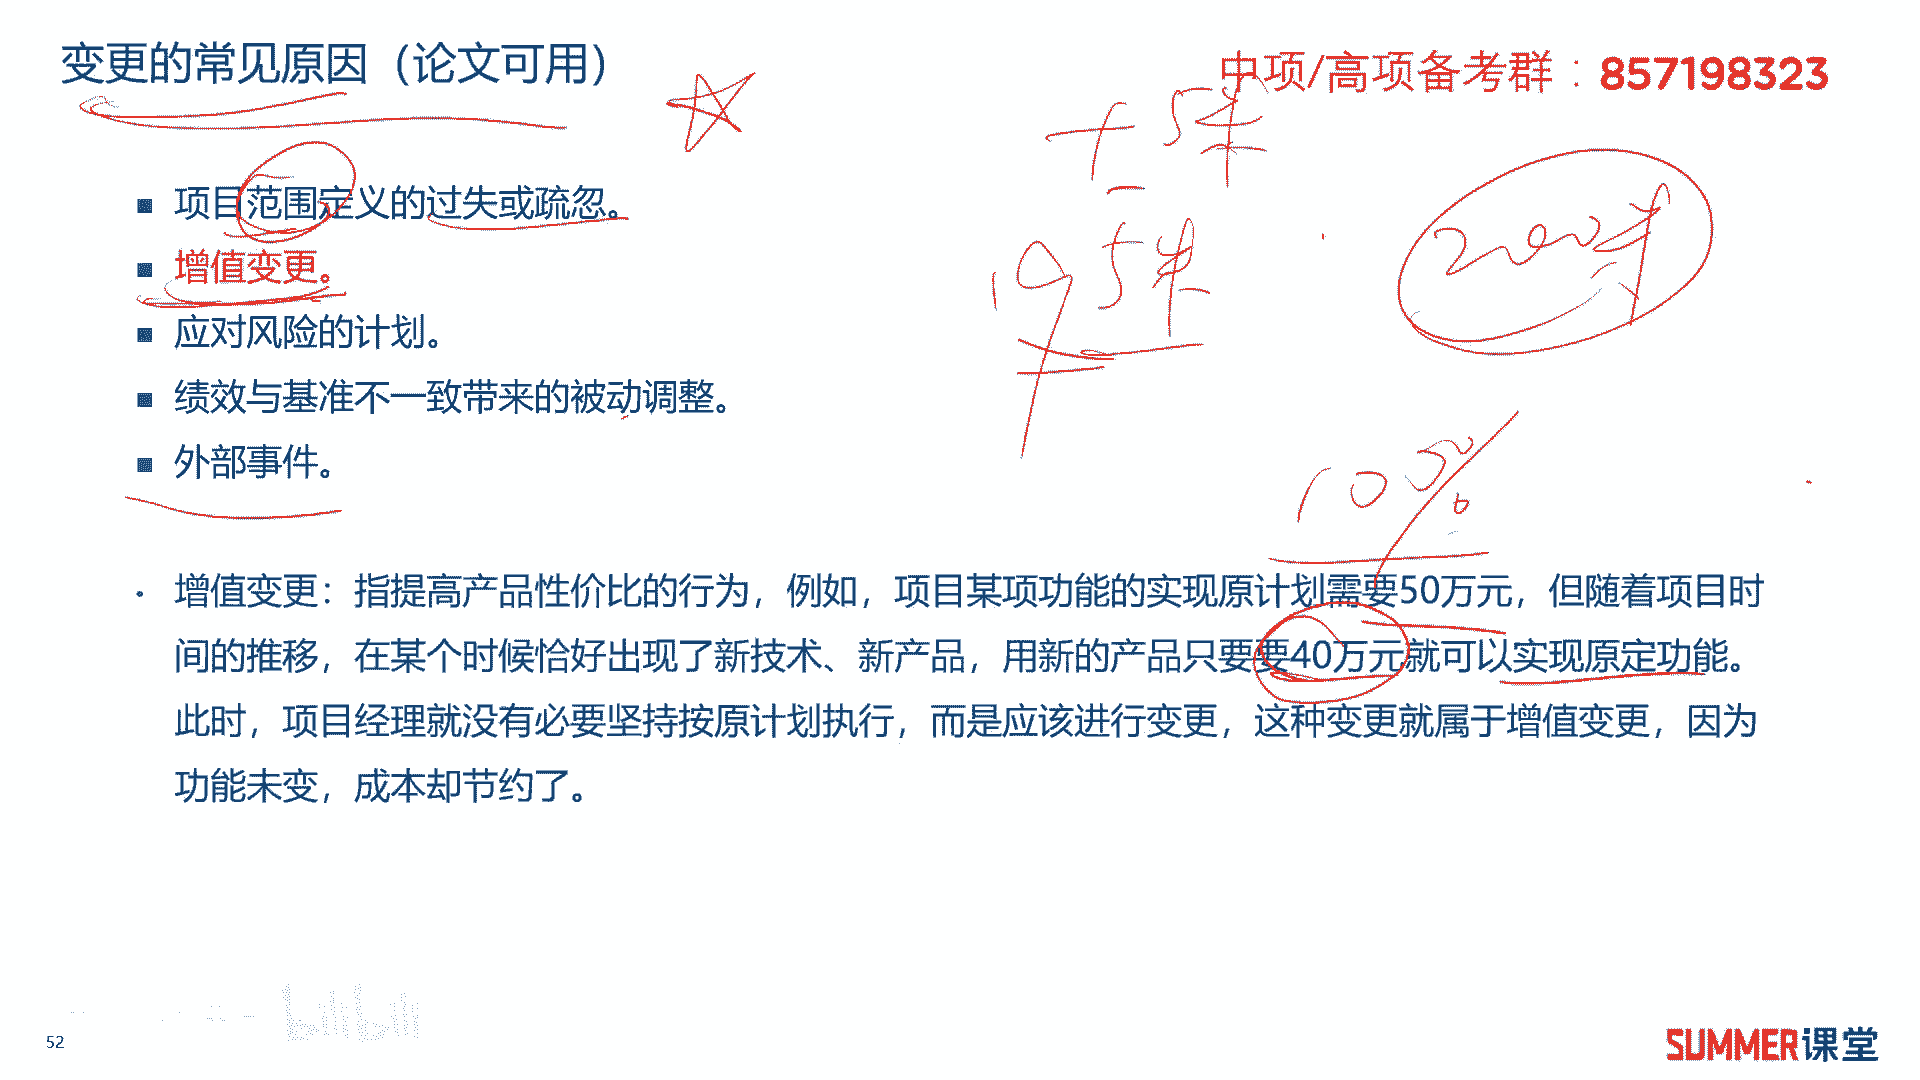 变更的常见原因（论文可用）
中项/高项备考群：857198323
+5米
■ 项目范围定义的过失或疏忽。
195米
200米
■ 增值变更。
■ 应对风险的计划。
■ 绩效与基准不一致带来的被动调整。
■ 外部事件。
100%
• 增值变更：指提高产品性价比的行为，例如，项目某项功能的实现原计划需要50万元，但随着项目时
间的推移，在某个时候恰好出现了新技术、新产品，用新的产品只要要40万元就可以实现原定功能。
此时，项目经理就没有必要坚持按原计划执行，而是应该进行变更，这种变更就属于增值变更，因为
功能未变，成本却节约了。
bilibili
52
SUMMER课堂